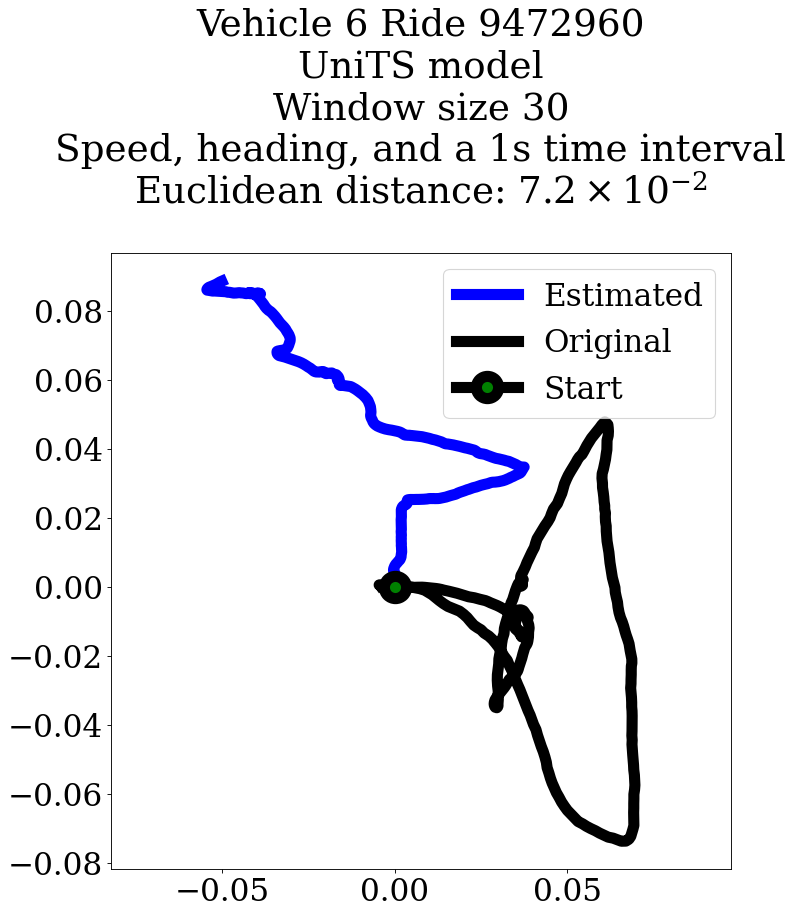 Vehicle 6 Ride 9472960
UniTS model
Window size 30
Speed, heading, and a 1s time interval
Euclidean distance: 7.2 × 10⁻²
Estimated
Original
Start
0.08
0.06
0.04
0.02
0.00
−0.02
−0.04
−0.06
−0.08
−0.05 0.00 0.05